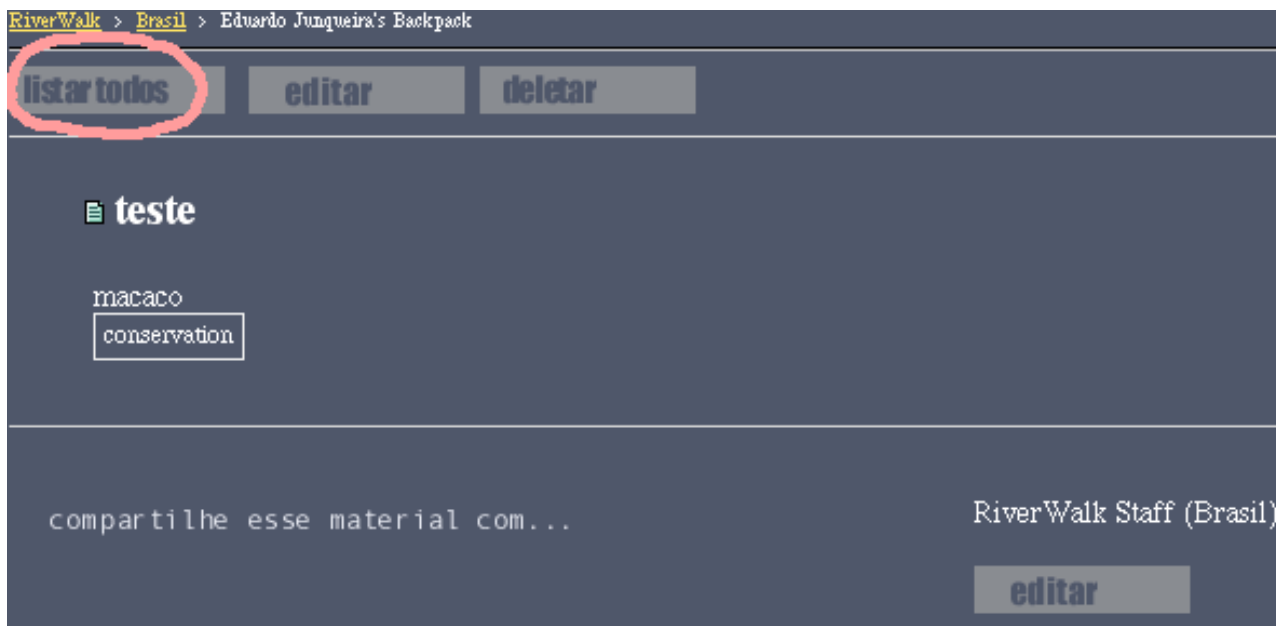 RiverWalk > Brasil > Eduardo Junqueira's Backpack
listar todos editar deletar
teste
macaco
conservation
compartilhe esse material com...
RiverWalk Staff (Brasil)
editar